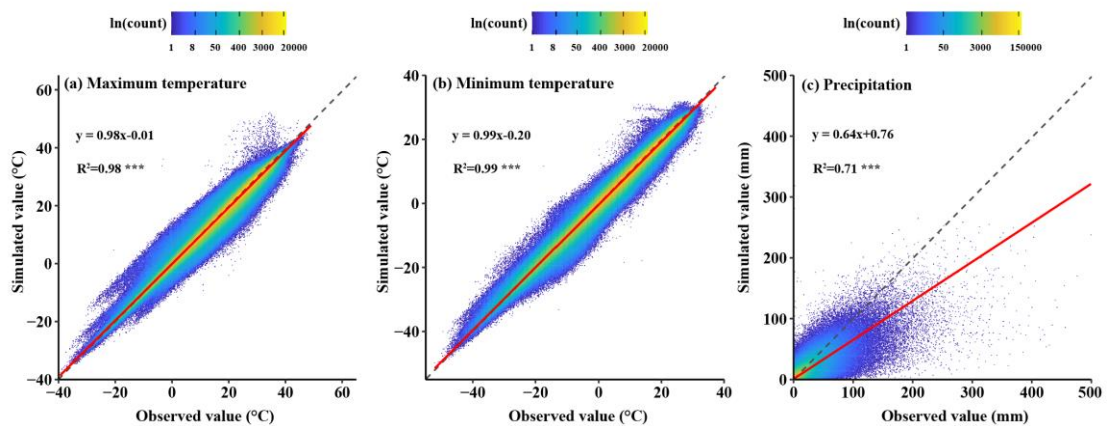 ln(count)
1 8 50 400 3000 20000
ln(count)
1 8 50 400 3000 20000
ln(count)
1 50 3000 150000
(a) Maximum temperature
y = 0.98x-0.01
R²=0.98 ***
60
40
20
0
−20
−40
Simulated value (°C)
−40 −20 0 20 40 60
Observed value (°C)
(b) Minimum temperature
y = 0.99x-0.20
R²=0.99 ***
40
20
0
−20
−40
Simulated value (°C)
−40 −20 0 20 40
Observed value (°C)
(c) Precipitation
y = 0.64x+0.76
R²=0.71 ***
500
400
300
200
100
0
Simulated value (mm)
0 100 200 300 400 500
Observed value (mm)